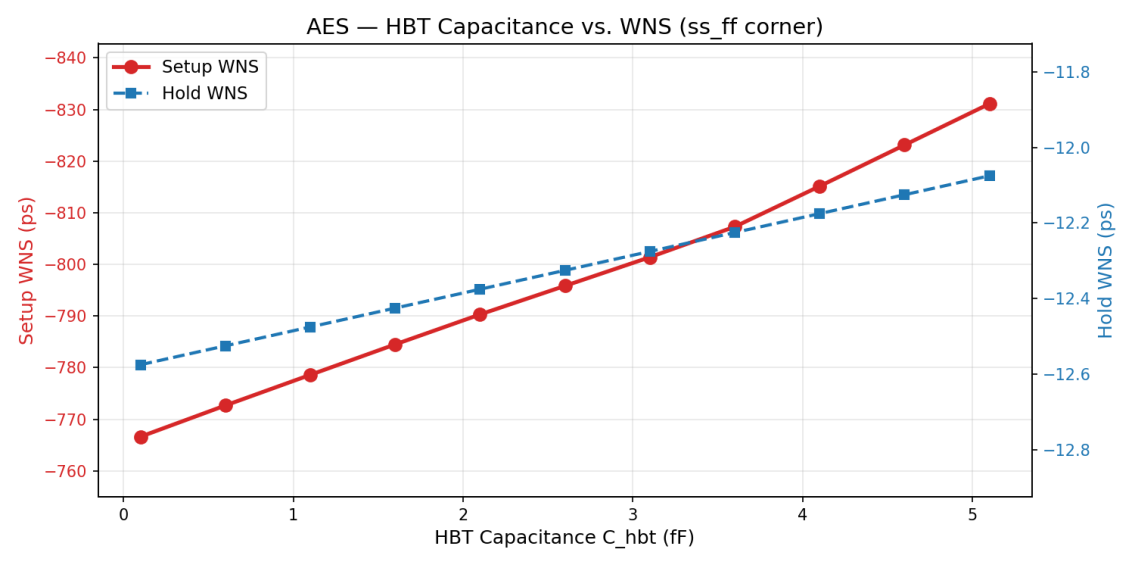 AES — HBT Capacitance vs. WNS (ss_ff corner)
Setup WNS
Hold WNS
Setup WNS (ps)
−840
−830
−820
−810
−800
−790
−780
−770
−760
−11.8
−12.0
−12.2
−12.4
−12.6
−12.8
Hold WNS (ps)
0 1 2 3 4 5
HBT Capacitance C_hbt (fF)